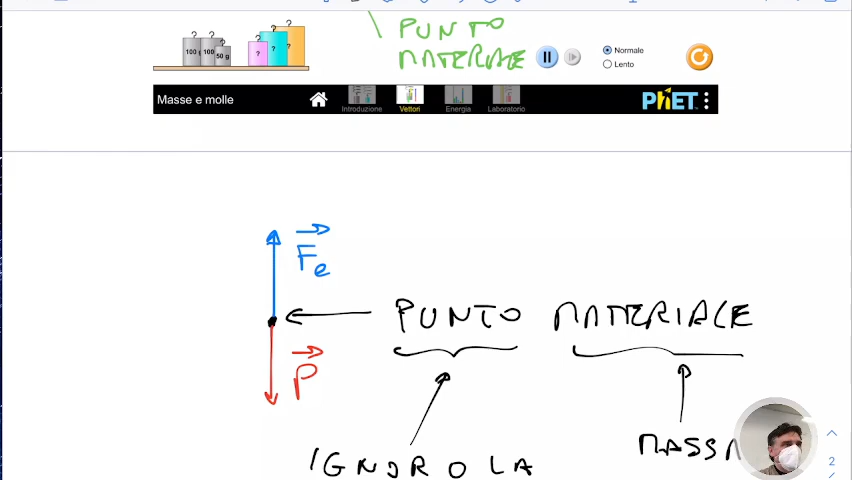 PUNTO
MATERIALE
? ? ? ? ? ?
100 g 100 50 g ? ? ?
Normale
Lento
Masse e molle
Introduzione Vettori Energia Laboratorio
PhET
Fe
PUNTO MATERIALE
P
IGNORO LA
MASSA
2